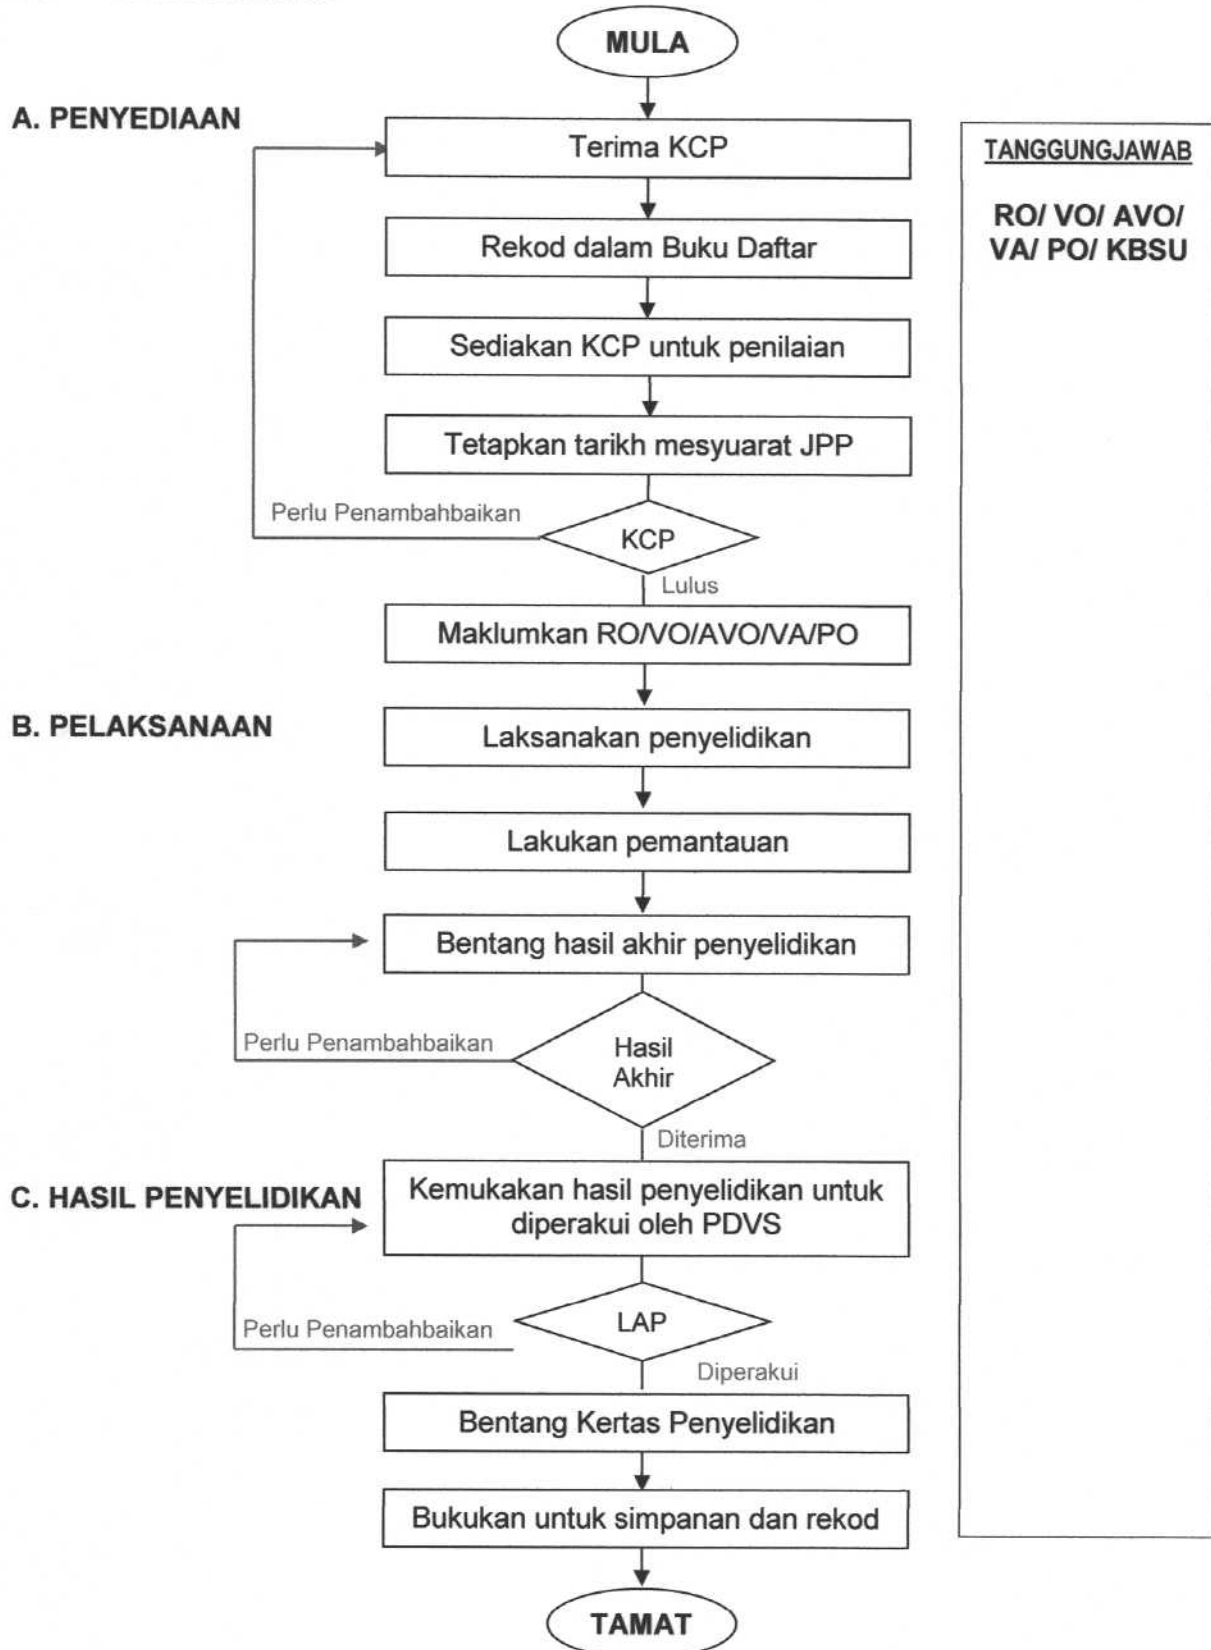 MULA
A. PENYEDIAAN
Terima KCP
TANGGUNGJAWAB
RO/ VO/ AVO/
VA/ PO/ KBSU
Rekod dalam Buku Daftar
Sediakan KCP untuk penilaian
Tetapkan tarikh mesyuarat JPP
Perlu Penambahbaikan
KCP
Lulus
Maklumkan RO/VO/AVO/VA/PO
B. PELAKSANAAN
Laksanakan penyelidikan
Lakukan pemantauan
Bentang hasil akhir penyelidikan
Perlu Penambahbaikan
Hasil
Akhir
Diterima
C. HASIL PENYELIDIKAN
Kemukakan hasil penyelidikan untuk
diperakui oleh PDVS
LAP
Perlu Penambahbaikan
Diperakui
Bentang Kertas Penyelidikan
Bukukan untuk simpanan dan rekod
TAMAT